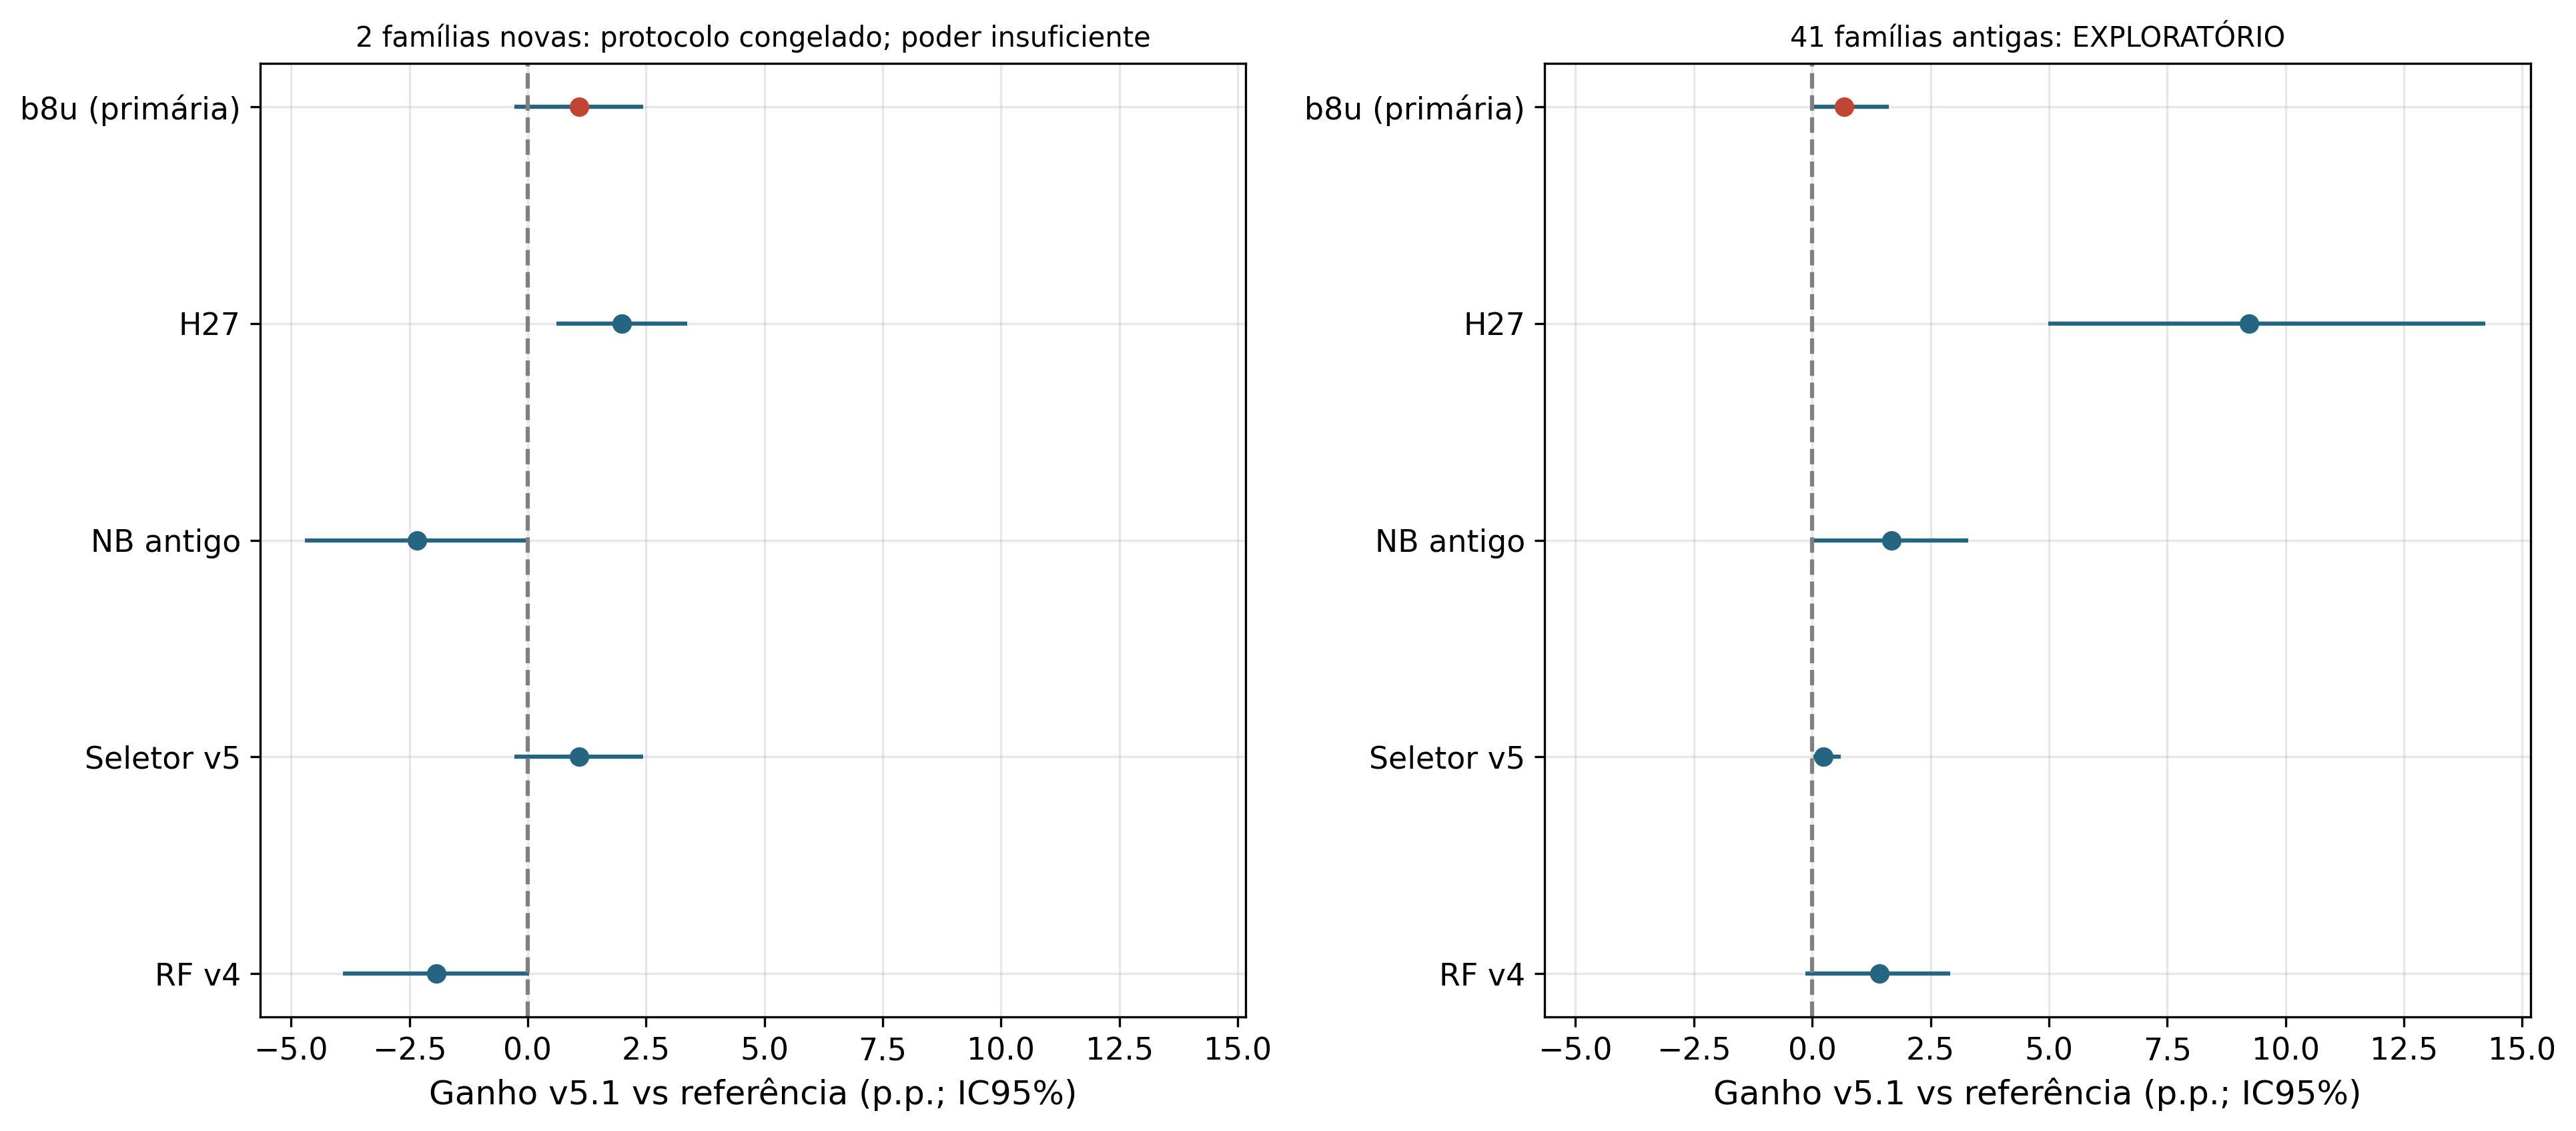 2 famílias novas: protocolo congelado; poder insuficiente
b8u (primária)
H27
NB antigo
Seletor v5
RF v4
−5.0 −2.5 0.0 2.5 5.0 7.5 10.0 12.5 15.0
Ganho v5.1 vs referência (p.p.; IC95%)
41 famílias antigas: EXPLORATÓRIO
b8u (primária)
H27
NB antigo
Seletor v5
RF v4
−5.0 −2.5 0.0 2.5 5.0 7.5 10.0 12.5 15.0
Ganho v5.1 vs referência (p.p.; IC95%)